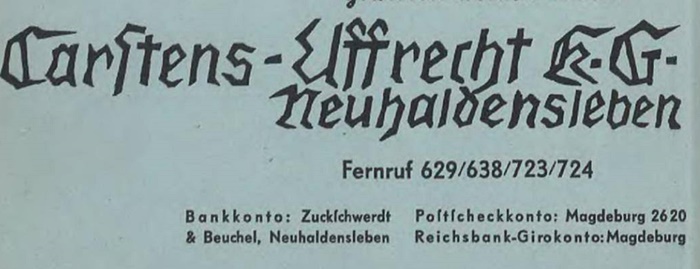 Carſtens-Uffrecht K.-G.
Neuhaldensleben
Fernruf 629/638/723/724
Bankkonto: Zuckſchwerdt
& Beuchel, Neuhaldensleben
Poſtſcheckkonto: Magdeburg 2620
Reichsbank-Girokonto: Magdeburg